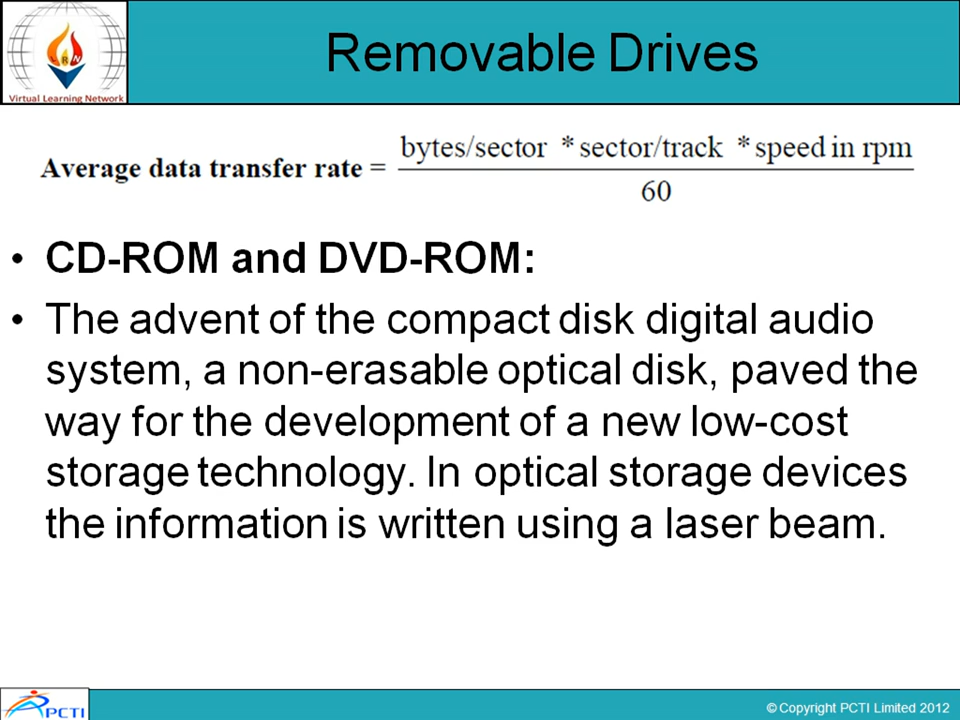 RN
Virtual Learning Network
Removable Drives
bytes/sector * sector/track * speed in rpm
Average data transfer rate =
60
• CD-ROM and DVD-ROM:
• The advent of the compact disk digital audio
system, a non-erasable optical disk, paved the
way for the development of a new low-cost
storage technology. In optical storage devices
the information is written using a laser beam.
PCTI
© Copyright PCTI Limited 2012